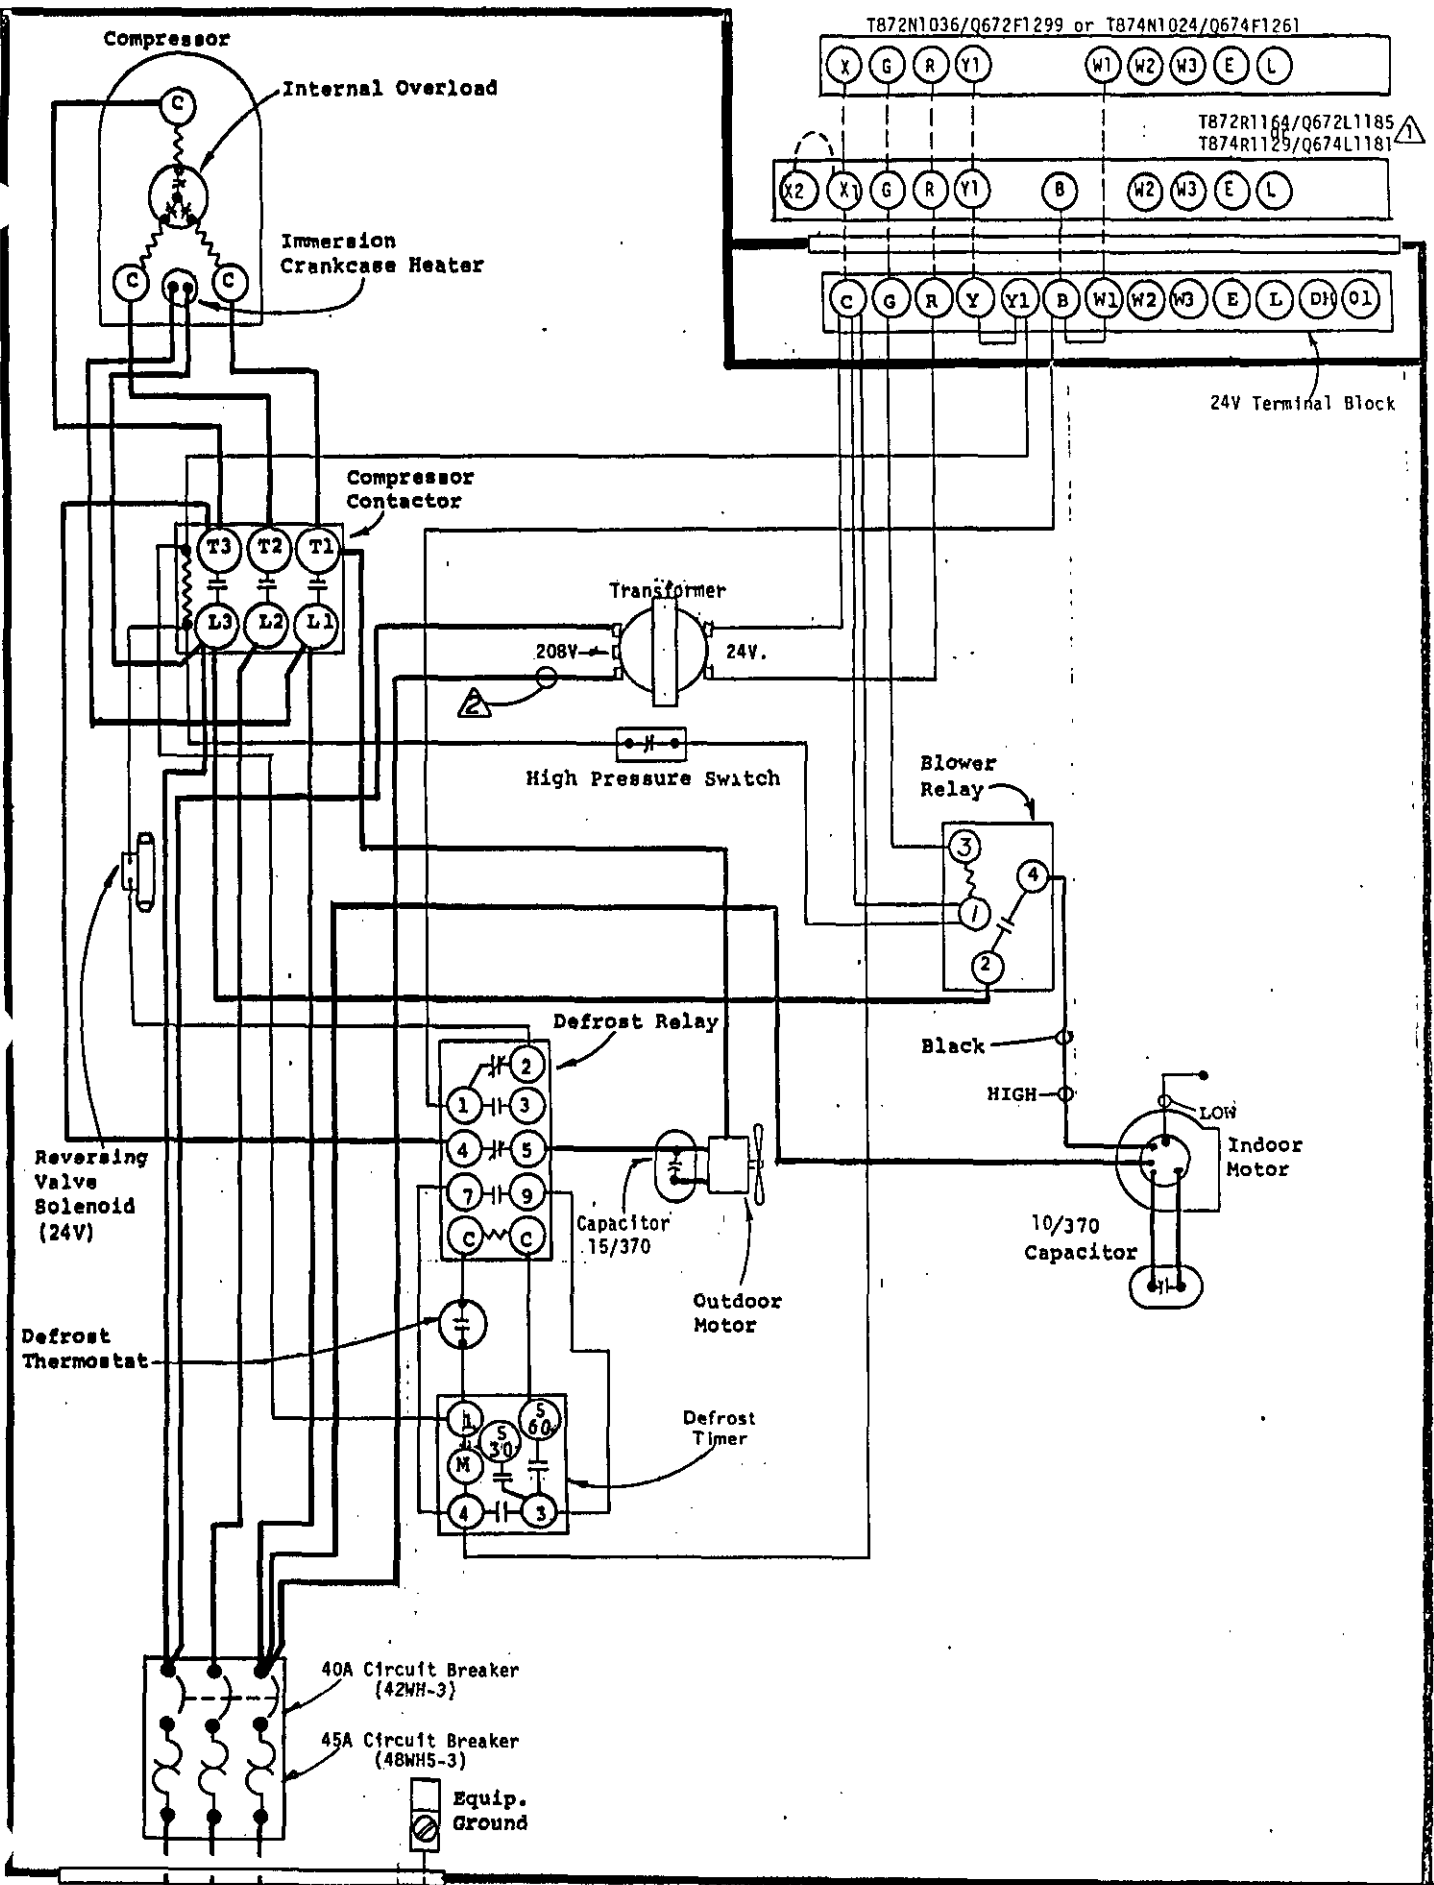 T872N1036/Q672F1299 or T874N1024/Q674F1261
X G R Y1 W1 W2 W3 E L
T872R1164/Q672L1185
or
T874R1129/Q674L1181
1
X2 X1 G R Y1 B W2 W3 E L
C G R Y Y1 B W1 W2 W3 E L DH O1
24V Terminal Block
Compressor
C
Internal Overload
Immersion
Crankcase Heater
C C
Compressor
Contactor
T3 T2 T1
L3 L2 L1
Transformer
208V
24V.
2
High Pressure Switch
Blower
Relay
3
4
1
2
Black
HIGH
LOW
Indoor
Motor
10/370
Capacitor
Defrost Relay
2
1 3
4 5
7 9
C C
Reversing
Valve
Solenoid
(24V)
Capacitor
15/370
Outdoor
Motor
Defrost
Thermostat
Defrost
Timer
1
S
30
S
60
M
4 3
40A Circuit Breaker
(42WH-3)
45A Circuit Breaker
(48WH5-3)
Equip.
Ground